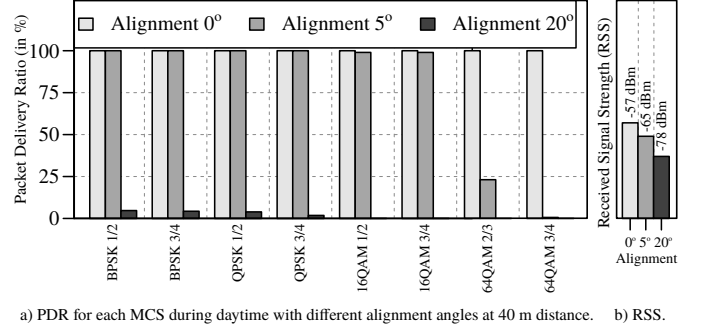 Alignment 0° Alignment 5° Alignment 20°
Packet Delivery Ratio (in %)
100
75
50
25
0
BPSK 1/2
BPSK 3/4
QPSK 1/2
QPSK 3/4
16QAM 1/2
16QAM 3/4
64QAM 2/3
64QAM 3/4
Received Signal Strength (RSS)
-57 dBm
-65 dBm
-78 dBm
0° 5° 20°
Alignment
a) PDR for each MCS during daytime with different alignment angles at 40 m distance.
b) RSS.